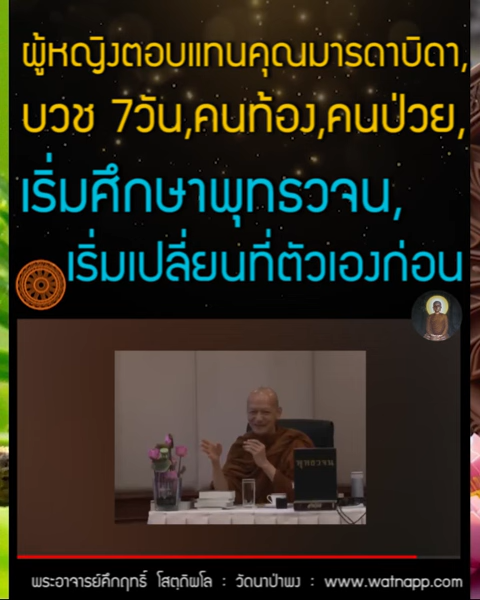 ผู้หญิงตอบแทนคุณมารดาบิดา,
บวช 7วัน,คนท้อง,คนป่วย,
เริ่มศึกษาพุทธวจน,
เริ่มเปลี่ยนที่ตัวเองก่อน
พุทธวจน
พระอาจารย์คึกฤทธิ์ โสตฺถิผโล : วัดนาป่าพง : www.watnapp.com